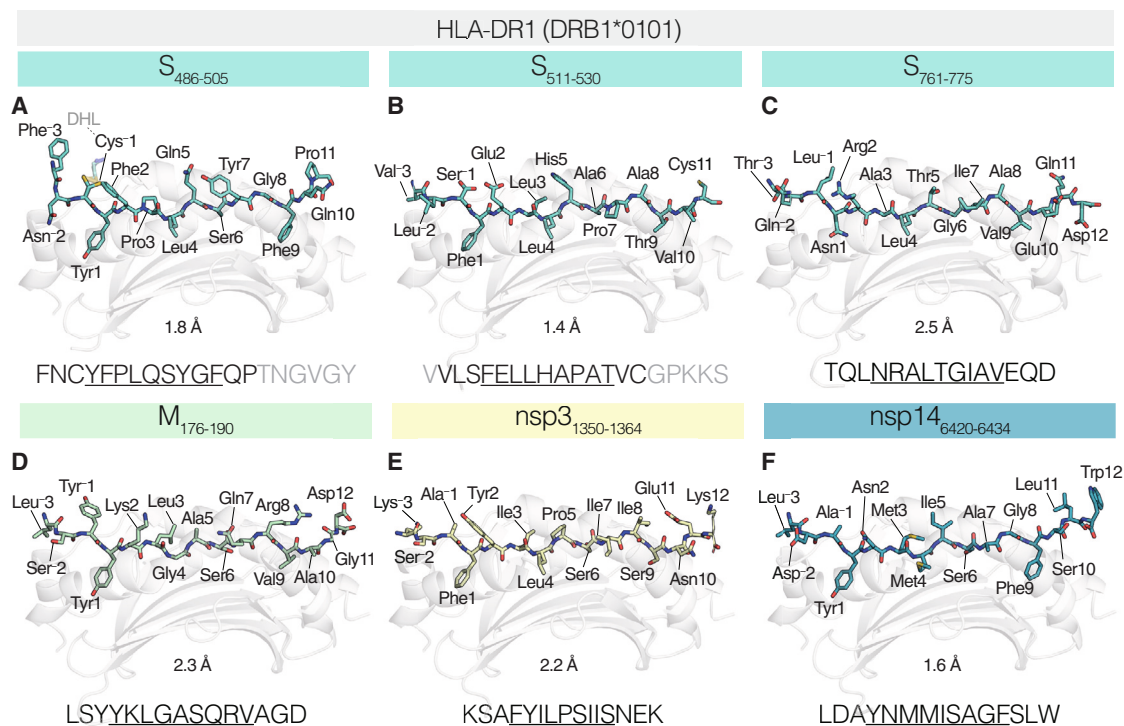 HLA-DR1 (DRB1*0101)
S486-505
S511-530
S761-775
A
DHL
Phe-3
Cys-1
Phe2
Gln5
Tyr7
Gly8
Pro11
Asn-2
Tyr1
Pro3
Leu4
Ser6
Phe9
Gln10
1.8 Å
FNCYFPLQSYGFQPTNGVGY
B
Val-3
Ser-1
Glu2
Leu3
His5
Ala6
Ala8
Cys11
Leu-2
Phe1
Leu4
Pro7
Thr9
Val10
1.4 Å
VVLSFELLHAPATVCGPKKS
C
Thr-3
Leu-1
Arg2
Ala3
Thr5
Ile7
Ala8
Gln11
Gln-2
Asn1
Leu4
Gly6
Val9
Glu10
Asp12
2.5 Å
TQLNRALTGIAVEQD
M176-190
nsp31350-1364
nsp146420-6434
D
Leu-3
Tyr-1
Lys2
Leu3
Ala5
Gln7
Arg8
Asp12
Ser-2
Tyr1
Gly4
Ser6
Val9
Ala10
Gly11
2.3 Å
LSYYKLGASQRVAGD
E
Lys-3
Ala-1
Tyr2
Ile3
Pro5
Ile7
Ile8
Glu11
Lys12
Ser-2
Phe1
Leu4
Ser6
Ser9
Asn10
2.2 Å
KSAFYILPSIISNEK
F
Leu-3
Ala-1
Asn2
Met3
Ile5
Ala7
Gly8
Leu11
Trp12
Asp-2
Tyr1
Met4
Ser6
Phe9
Ser10
1.6 Å
LDAYNMMISAGFSLW